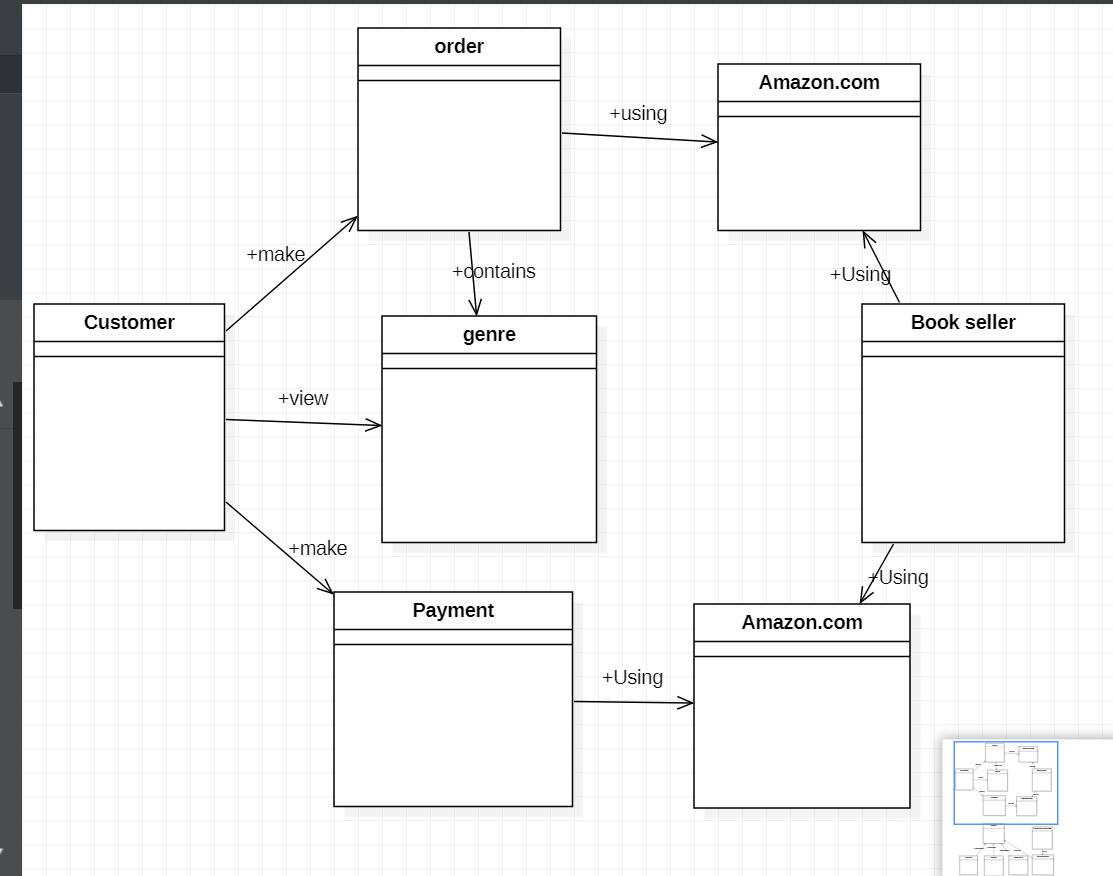 order
Amazon.com
+using
+make
+contains
+Using
Customer
genre
Book seller
+view
+make
+Using
Payment
Amazon.com
+Using